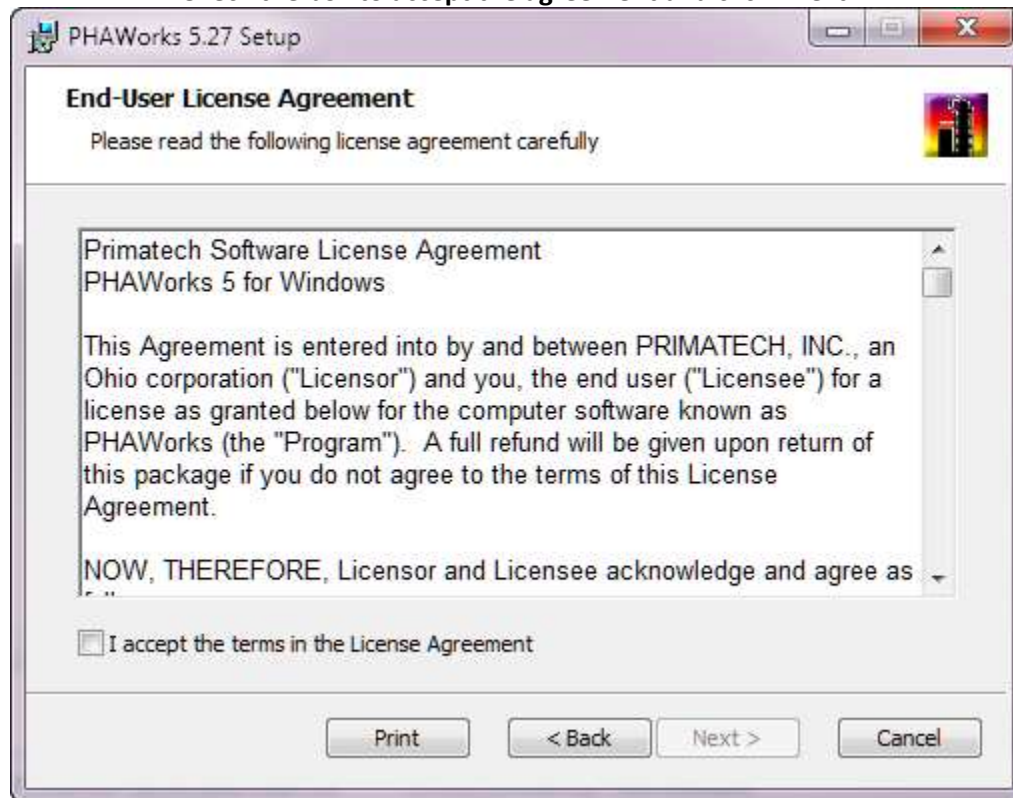 PHAWorks 5.27 Setup
End-User License Agreement
Please read the following license agreement carefully
Primatech Software License Agreement
PHAWorks 5 for Windows
This Agreement is entered into by and between PRIMATECH, INC., an
Ohio corporation ("Licensor") and you, the end user ("Licensee") for a
license as granted below for the computer software known as
PHAWorks (the "Program"). A full refund will be given upon return of
this package if you do not agree to the terms of this License
Agreement.
NOW, THEREFORE, Licensor and Licensee acknowledge and agree as
I accept the terms in the License Agreement
Print
< Back
Next >
Cancel